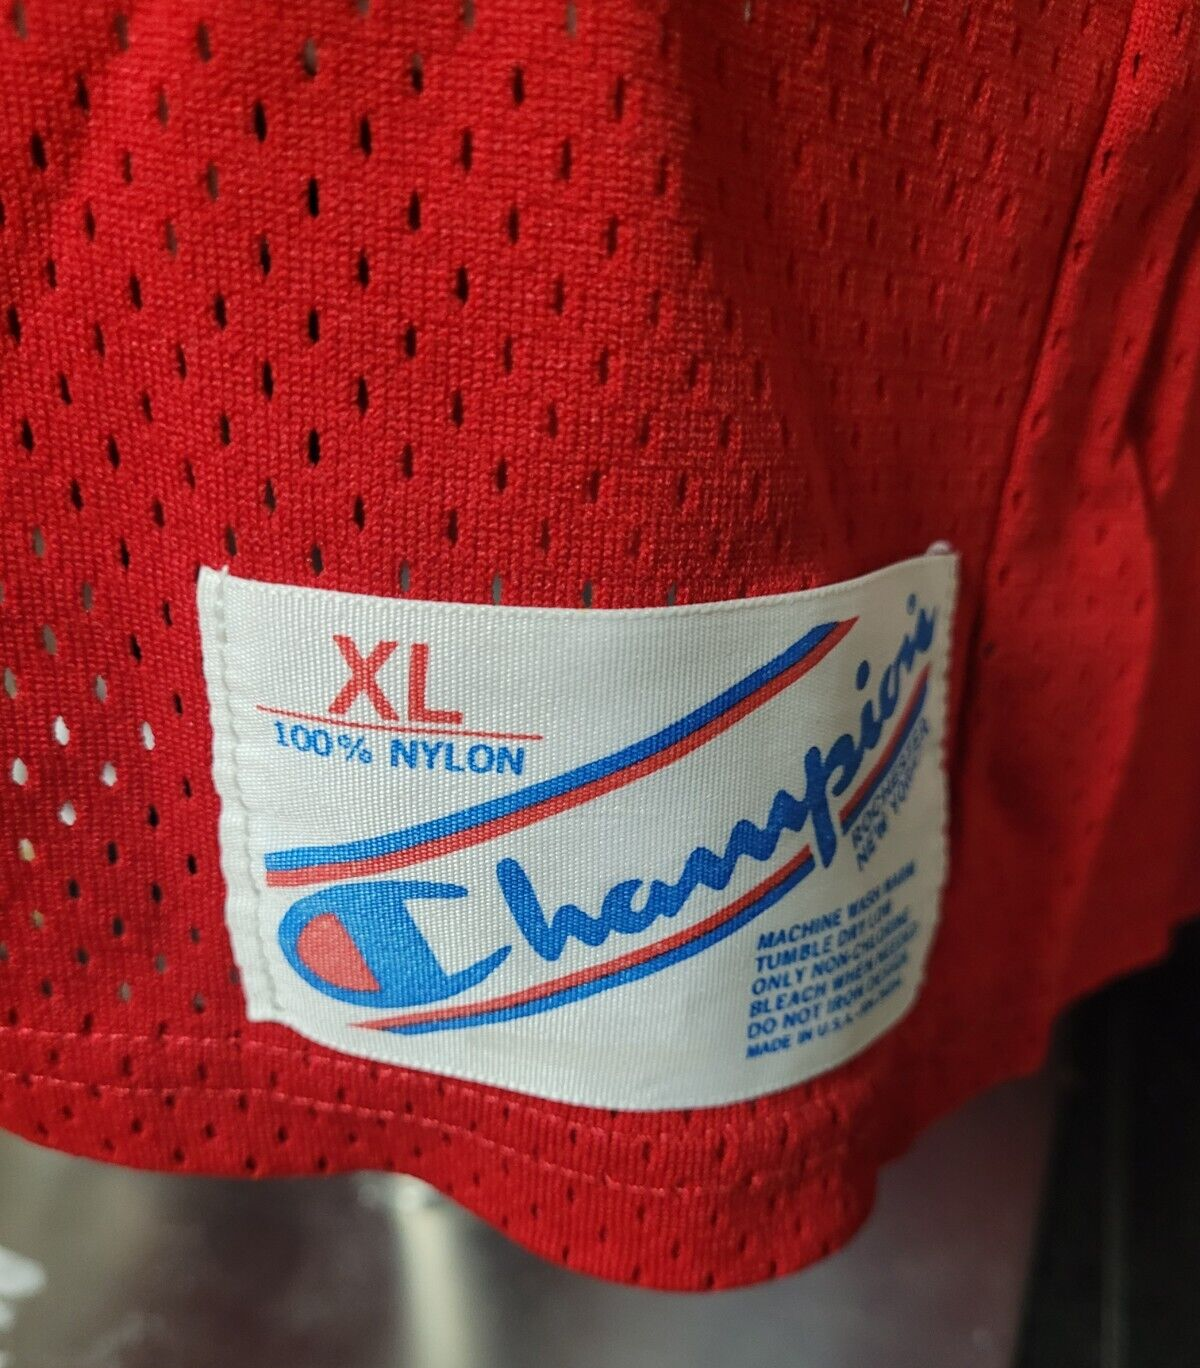 XL
100% NYLON
Champion
ROCHESTER
NEW YORK
MACHINE WASH WARM
TUMBLE DRY LOW
ONLY NON-CHLORINE
BLEACH WHEN NEEDED
DO NOT IRON DESIGN
MADE IN U.S.A.